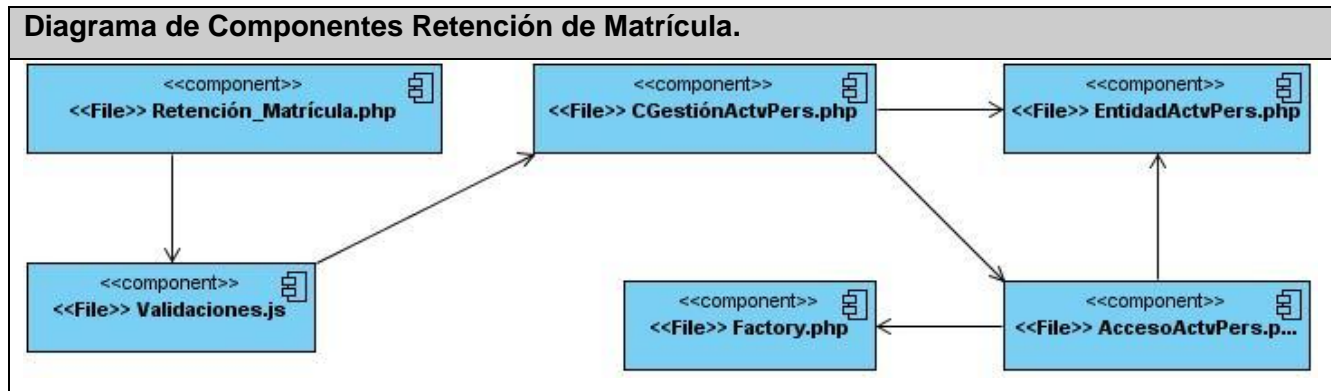 Diagrama de Componentes Retención de Matrícula.
<<component>>
<<File>> Retención_Matrícula.php
<<component>>
<<File>> CGestiónActvPers.php
<<component>>
<<File>> EntidadActvPers.php
<<component>>
<<File>> Validaciones.js
<<component>>
<<File>> Factory.php
<<component>>
<<File>> AccesoActvPers.p...